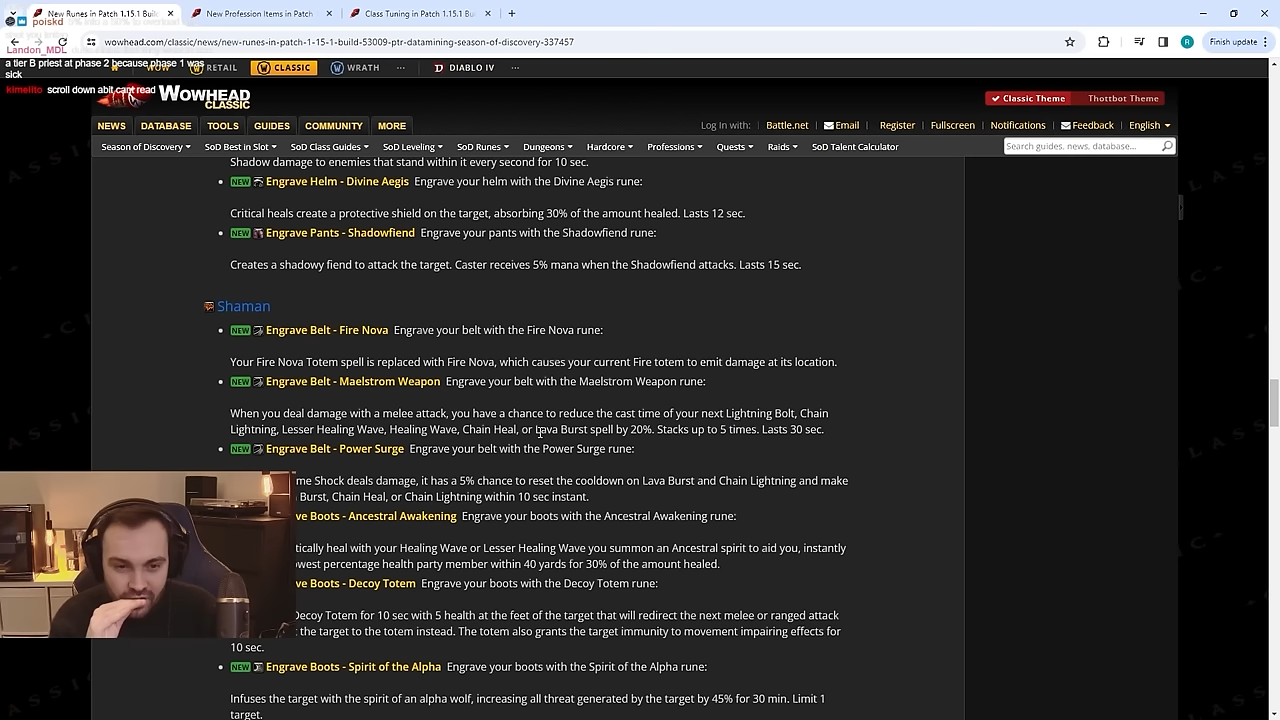 New Runes in Patch 1.15.1 Buil
New Profession Items in Patch
Class Tuning in Patch 1.15.1 B
poiskd
wowhead.com/classic/news/new-runes-in-patch-1-15-1-build-53009-ptr-datamining-season-of-discovery-337457
R
Finish update
Landon_MDL
a tier B priest at phase 2 because phase 1 was
sick
kimelito scroll down abit cant read
WOW
RETAIL
CLASSIC
WRATH
DIABLO IV
WOWHEAD
CLASSIC
Classic Theme
Thottbot Theme
NEWS
DATABASE
TOOLS
GUIDES
COMMUNITY
MORE
Log In with:
Battle.net
Email
Register
Fullscreen
Notifications
Feedback
English
Season of Discovery
SoD Best in Slot
SoD Class Guides
SoD Leveling
SoD Runes
Dungeons
Hardcore
Professions
Quests
Raids
SoD Talent Calculator
Search guides, news, database...
Shadow damage to enemies that stand within it every second for 10 sec.
NEW Engrave Helm - Divine Aegis Engrave your helm with the Divine Aegis rune:
Critical heals create a protective shield on the target, absorbing 30% of the amount healed. Lasts 12 sec.
NEW Engrave Pants - Shadowfiend Engrave your pants with the Shadowfiend rune:
Creates a shadowy fiend to attack the target. Caster receives 5% mana when the Shadowfiend attacks. Lasts 15 sec.
Shaman
NEW Engrave Belt - Fire Nova Engrave your belt with the Fire Nova rune:
Your Fire Nova Totem spell is replaced with Fire Nova, which causes your current Fire totem to emit damage at its location.
NEW Engrave Belt - Maelstrom Weapon Engrave your belt with the Maelstrom Weapon rune:
When you deal damage with a melee attack, you have a chance to reduce the cast time of your next Lightning Bolt, Chain
Lightning, Lesser Healing Wave, Healing Wave, Chain Heal, or Lava Burst spell by 20%. Stacks up to 5 times. Lasts 30 sec.
NEW Engrave Belt - Power Surge Engrave your belt with the Power Surge rune:
me Shock deals damage, it has a 5% chance to reset the cooldown on Lava Burst and Chain Lightning and make
Burst, Chain Heal, or Chain Lightning within 10 sec instant.
ve Boots - Ancestral Awakening Engrave your boots with the Ancestral Awakening rune:
tically heal with your Healing Wave or Lesser Healing Wave you summon an Ancestral spirit to aid you, instantly
owest percentage health party member within 40 yards for 30% of the amount healed.
ve Boots - Decoy Totem Engrave your boots with the Decoy Totem rune:
Decoy Totem for 10 sec with 5 health at the feet of the target that will redirect the next melee or ranged attack
t the target to the totem instead. The totem also grants the target immunity to movement impairing effects for
10 sec.
NEW Engrave Boots - Spirit of the Alpha Engrave your boots with the Spirit of the Alpha rune:
Infuses the target with the spirit of an alpha wolf, increasing all threat generated by the target by 45% for 30 min. Limit 1
target.